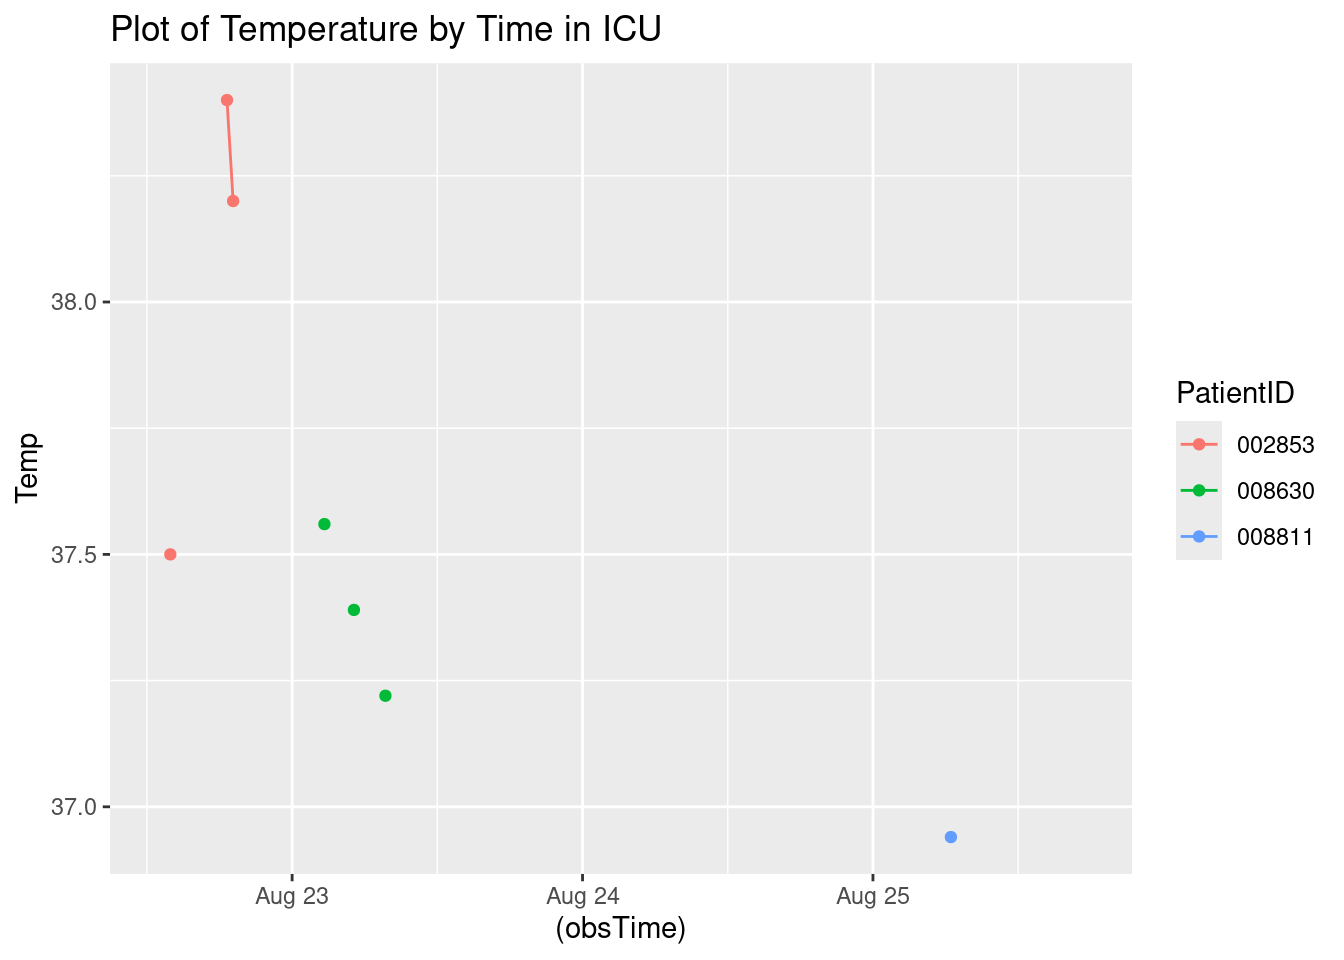 Plot of Temperature by Time in ICU
Temp
38.0
37.5
37.0
Aug 23
Aug 24
Aug 25
(obsTime)
PatientID
002853
008630
008811